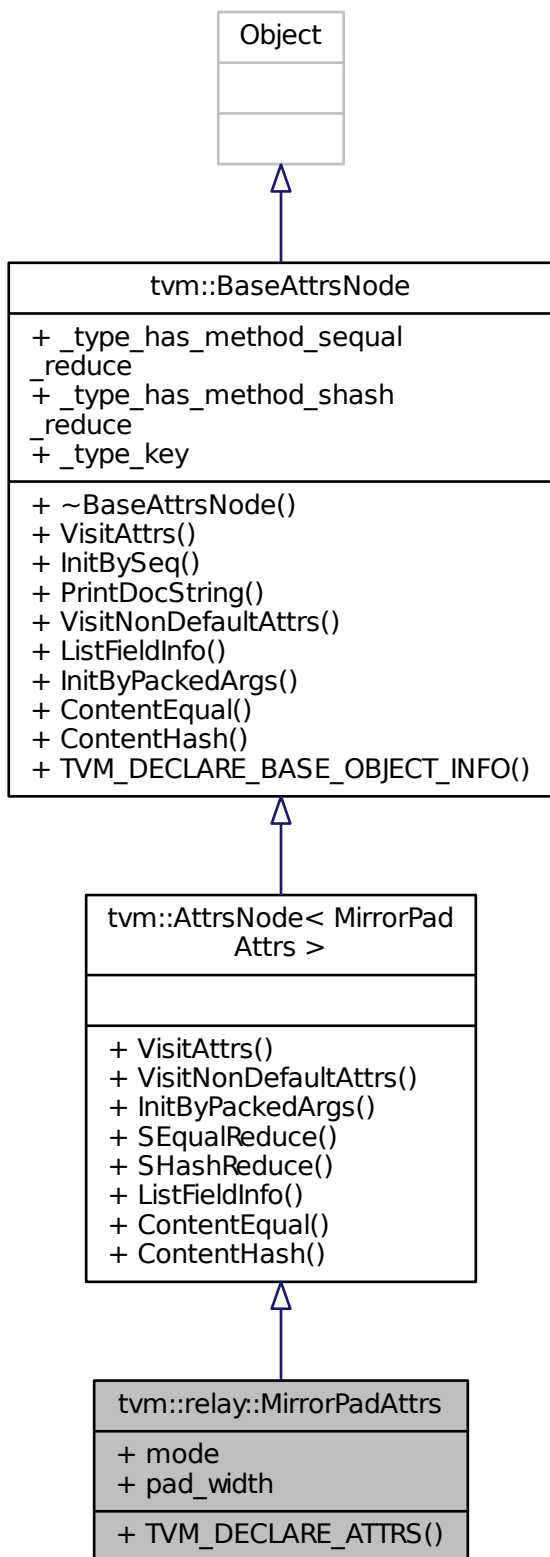 Object
tvm::BaseAttrsNode
+ _type_has_method_sequal
_reduce
+ _type_has_method_shash
_reduce
+ _type_key
+ ~BaseAttrsNode()
+ VisitAttrs()
+ InitBySeq()
+ PrintDocString()
+ VisitNonDefaultAttrs()
+ ListFieldInfo()
+ InitByPackedArgs()
+ ContentEqual()
+ ContentHash()
+ TVM_DECLARE_BASE_OBJECT_INFO()
tvm::AttrsNode< MirrorPad
Attrs >
+ VisitAttrs()
+ VisitNonDefaultAttrs()
+ InitByPackedArgs()
+ SEqualReduce()
+ SHashReduce()
+ ListFieldInfo()
+ ContentEqual()
+ ContentHash()
tvm::relay::MirrorPadAttrs
+ mode
+ pad_width
+ TVM_DECLARE_ATTRS()